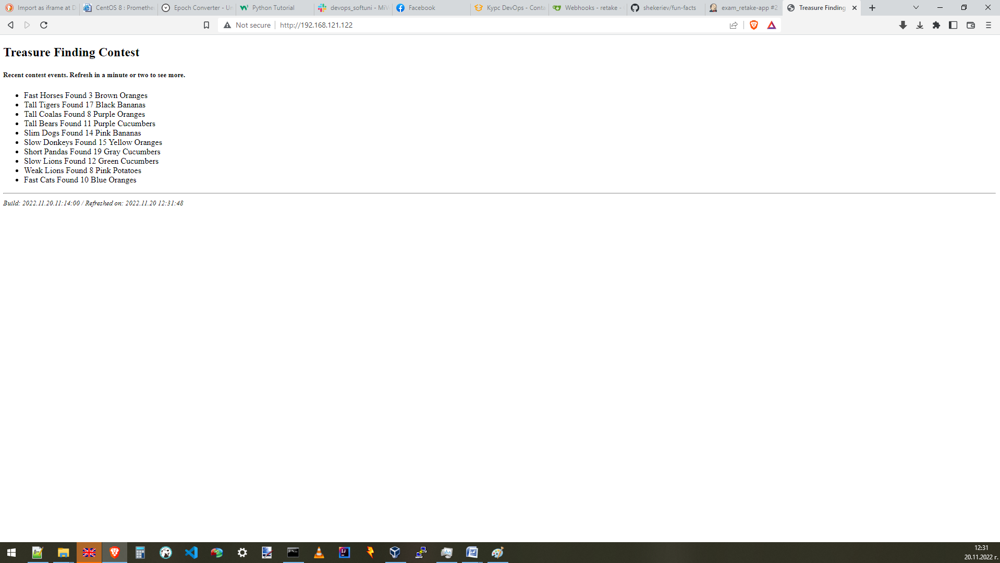 Import as iframe at D
CentOS 8 : Promethe
Epoch Converter - Un
Python Tutorial
devops_softuni - MiW
Facebook
Курс DevOps - Conta
Webhooks - retake -
shekeriev/fun-facts
exam_retake-app #2
Treasure Finding
Not secure
http://192.168.121.122
Treasure Finding Contest
Recent contest events. Refresh in a minute or two to see more.
Fast Horses Found 3 Brown Oranges
Tall Tigers Found 17 Black Bananas
Tall Coalas Found 8 Purple Oranges
Tall Bears Found 11 Purple Cucumbers
Slim Dogs Found 14 Pink Bananas
Slow Donkeys Found 15 Yellow Oranges
Short Pandas Found 19 Gray Cucumbers
Slow Lions Found 12 Green Cucumbers
Weak Lions Found 8 Pink Potatoes
Fast Cats Found 10 Blue Oranges
Build: 2022.11.20.11:14:00 / Refreshed on: 2022.11.20 12:31:48
12:31
20.11.2022 г.